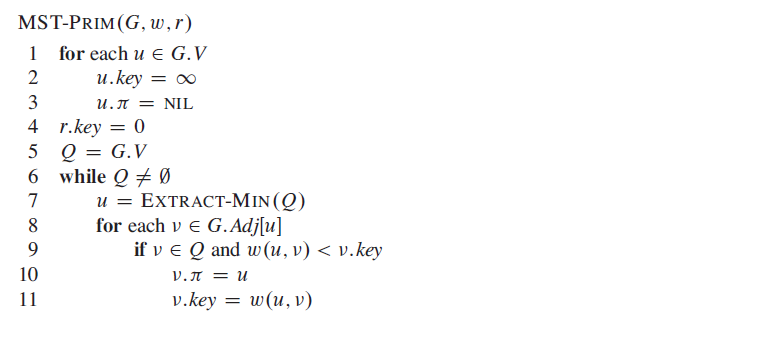 MST-PRIM(G, w, r)
1 for each u ∈ G.V
2 u.key = ∞
3 u.π = NIL
4 r.key = 0
5 Q = G.V
6 while Q ≠ ∅
7 u = EXTRACT-MIN(Q)
8 for each v ∈ G.Adj[u]
9 if v ∈ Q and w(u, v) < v.key
10 v.π = u
11 v.key = w(u, v)